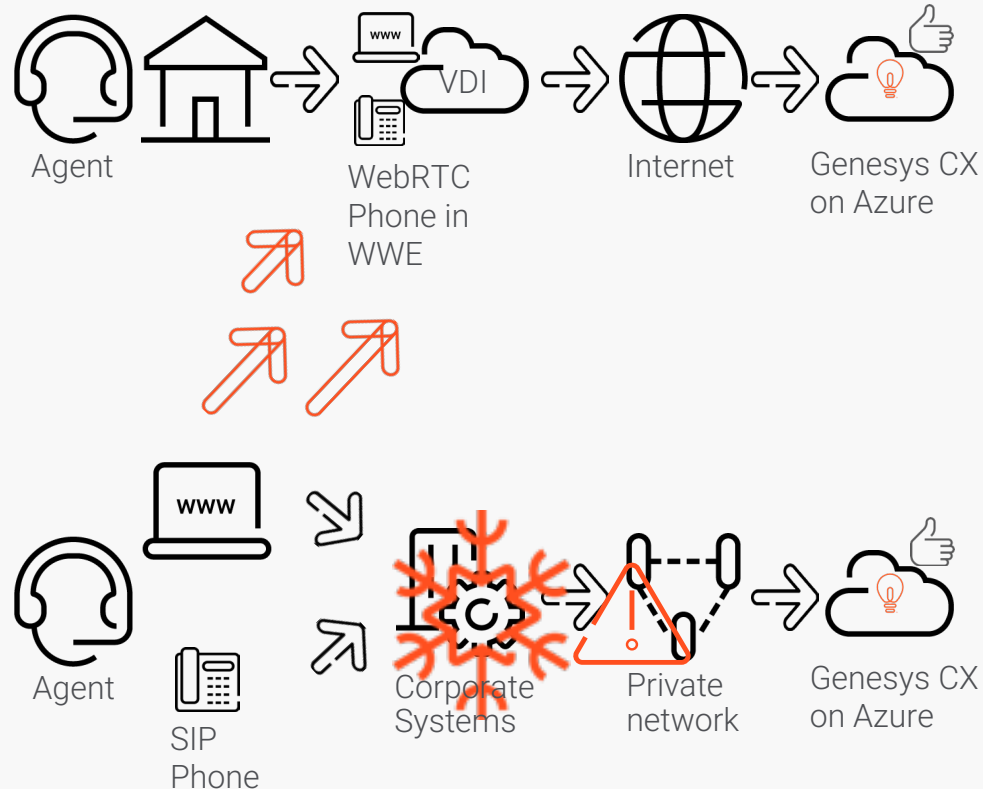 www
VDI
Agent
WebRTC
Phone in
WWE
Internet
Genesys CX
on Azure
www
Agent
SIP
Phone
Corporate
Systems
Private
network
Genesys CX
on Azure